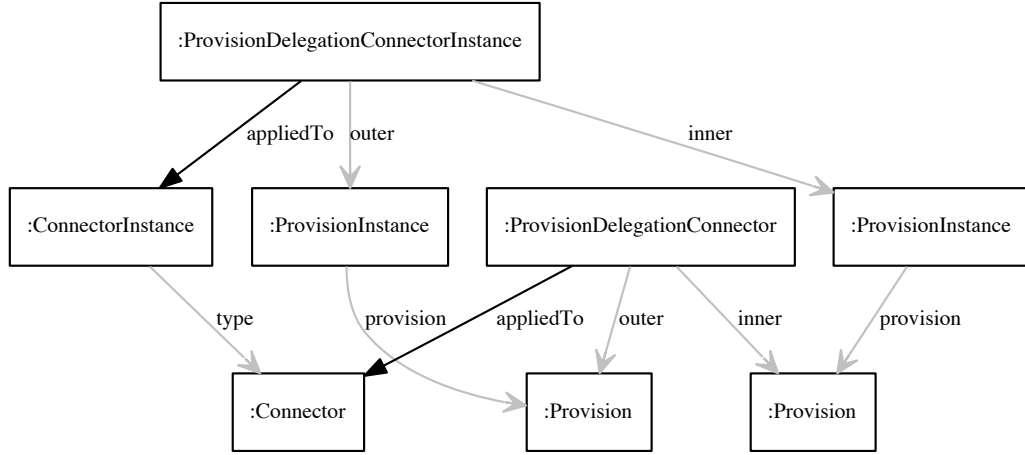 :ProvisionDelegationConnectorInstance
appliedTo
outer
inner
:ConnectorInstance
:ProvisionInstance
:ProvisionDelegationConnector
:ProvisionInstance
type
provision
appliedTo
outer
inner
provision
:Connector
:Provision
:Provision